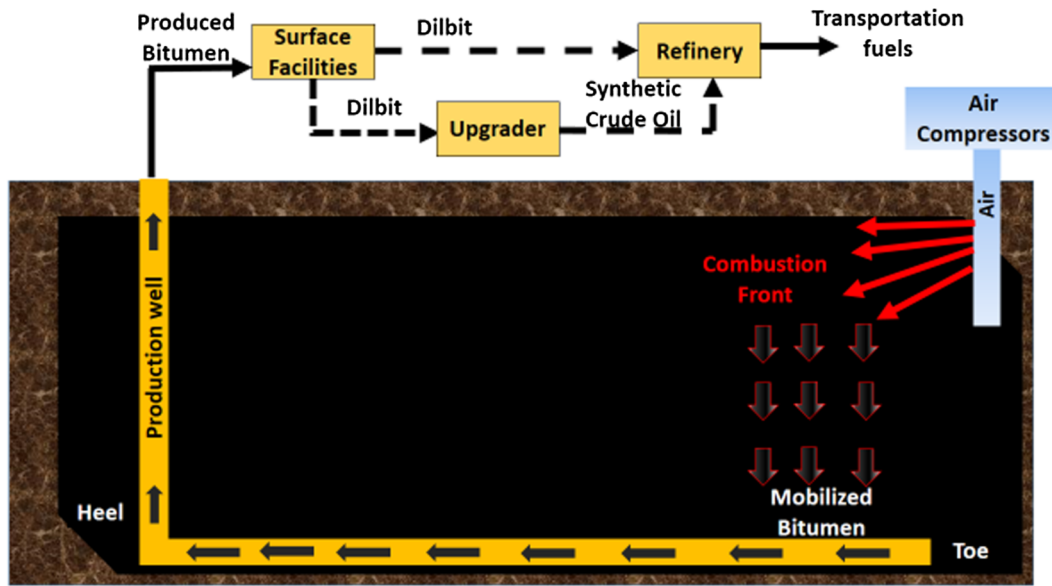 Produced
Bitumen
Surface
Facilities
Dilbit
Refinery
Transportation
fuels
Dilbit
Upgrader
Synthetic
Crude Oil
Air
Compressors
Air
Combustion
Front
Production well
Mobilized
Bitumen
Heel
Toe